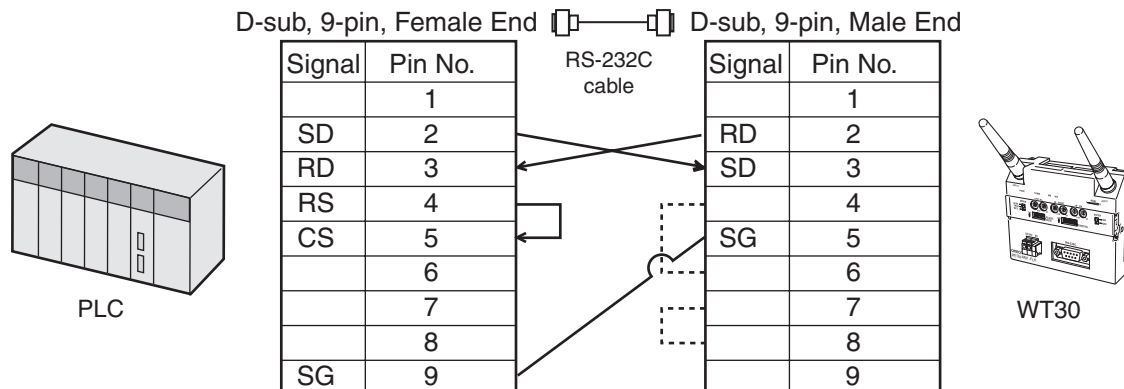 D-sub, 9-pin, Female End
D-sub, 9-pin, Male End
RS-232C
cable
Signal Pin No.
1
SD 2
RD 3
RS 4
CS 5
6
7
8
SG 9
Signal Pin No.
1
RD 2
SD 3
4
SG 5
6
7
8
9
PLC
WT30